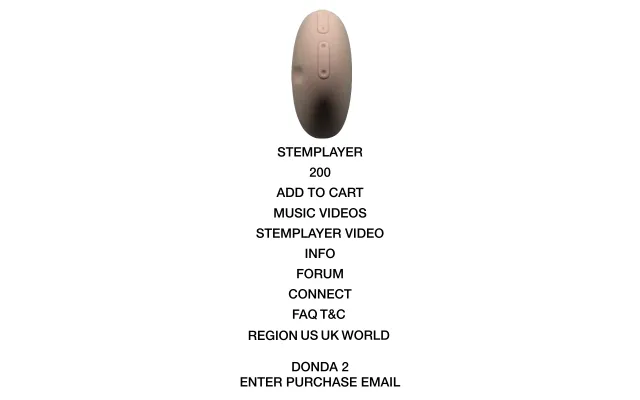 STEMPLAYER
200
ADD TO CART
MUSIC VIDEOS
STEMPLAYER VIDEO
INFO
FORUM
CONNECT
FAQ T&C
REGION US UK WORLD
DONDA 2
ENTER PURCHASE EMAIL